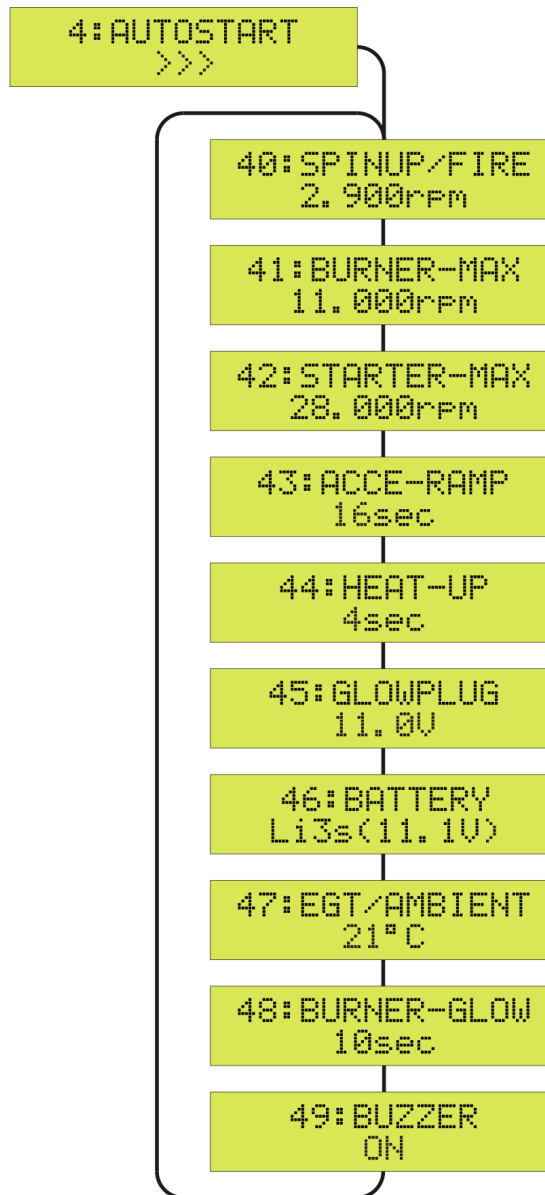 4:AUTOSTART
>>>
40:SPINUP/FIRE
2.900rpm
41:BURNER-MAX
11.000rpm
42:STARTER-MAX
28.000rpm
43:ACCE-RAMP
16sec
44:HEAT-UP
4sec
45:GLOWPLUG
11.0V
46:BATTERY
Li3s(11.1V)
47:EGT/AMBIENT
21°C
48:BURNER-GLOW
10sec
49:BUZZER
ON